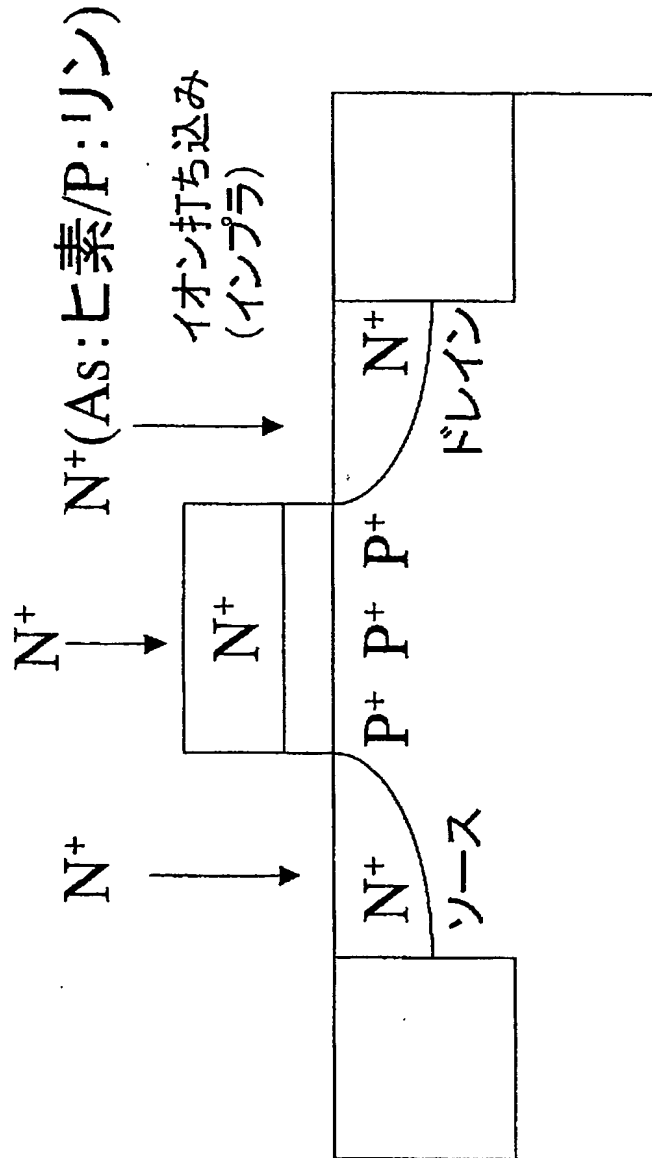 N⁺ N⁺ N⁺(As:ヒ素/P:リン)
イオン打ち込み
(インプラ)
N⁺
N⁺ P⁺ P⁺ P⁺ N⁺
ソース ドレイン